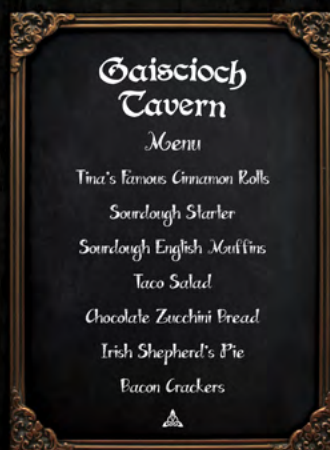 Gaiscioch
Tavern
Menu
Tina's Famous Cinnamon Rolls
Sourdough Starter
Sourdough English Muffins
Taco Salad
Chocolate Zucchini Bread
Irish Shepherd's Pie
Bacon Crackers